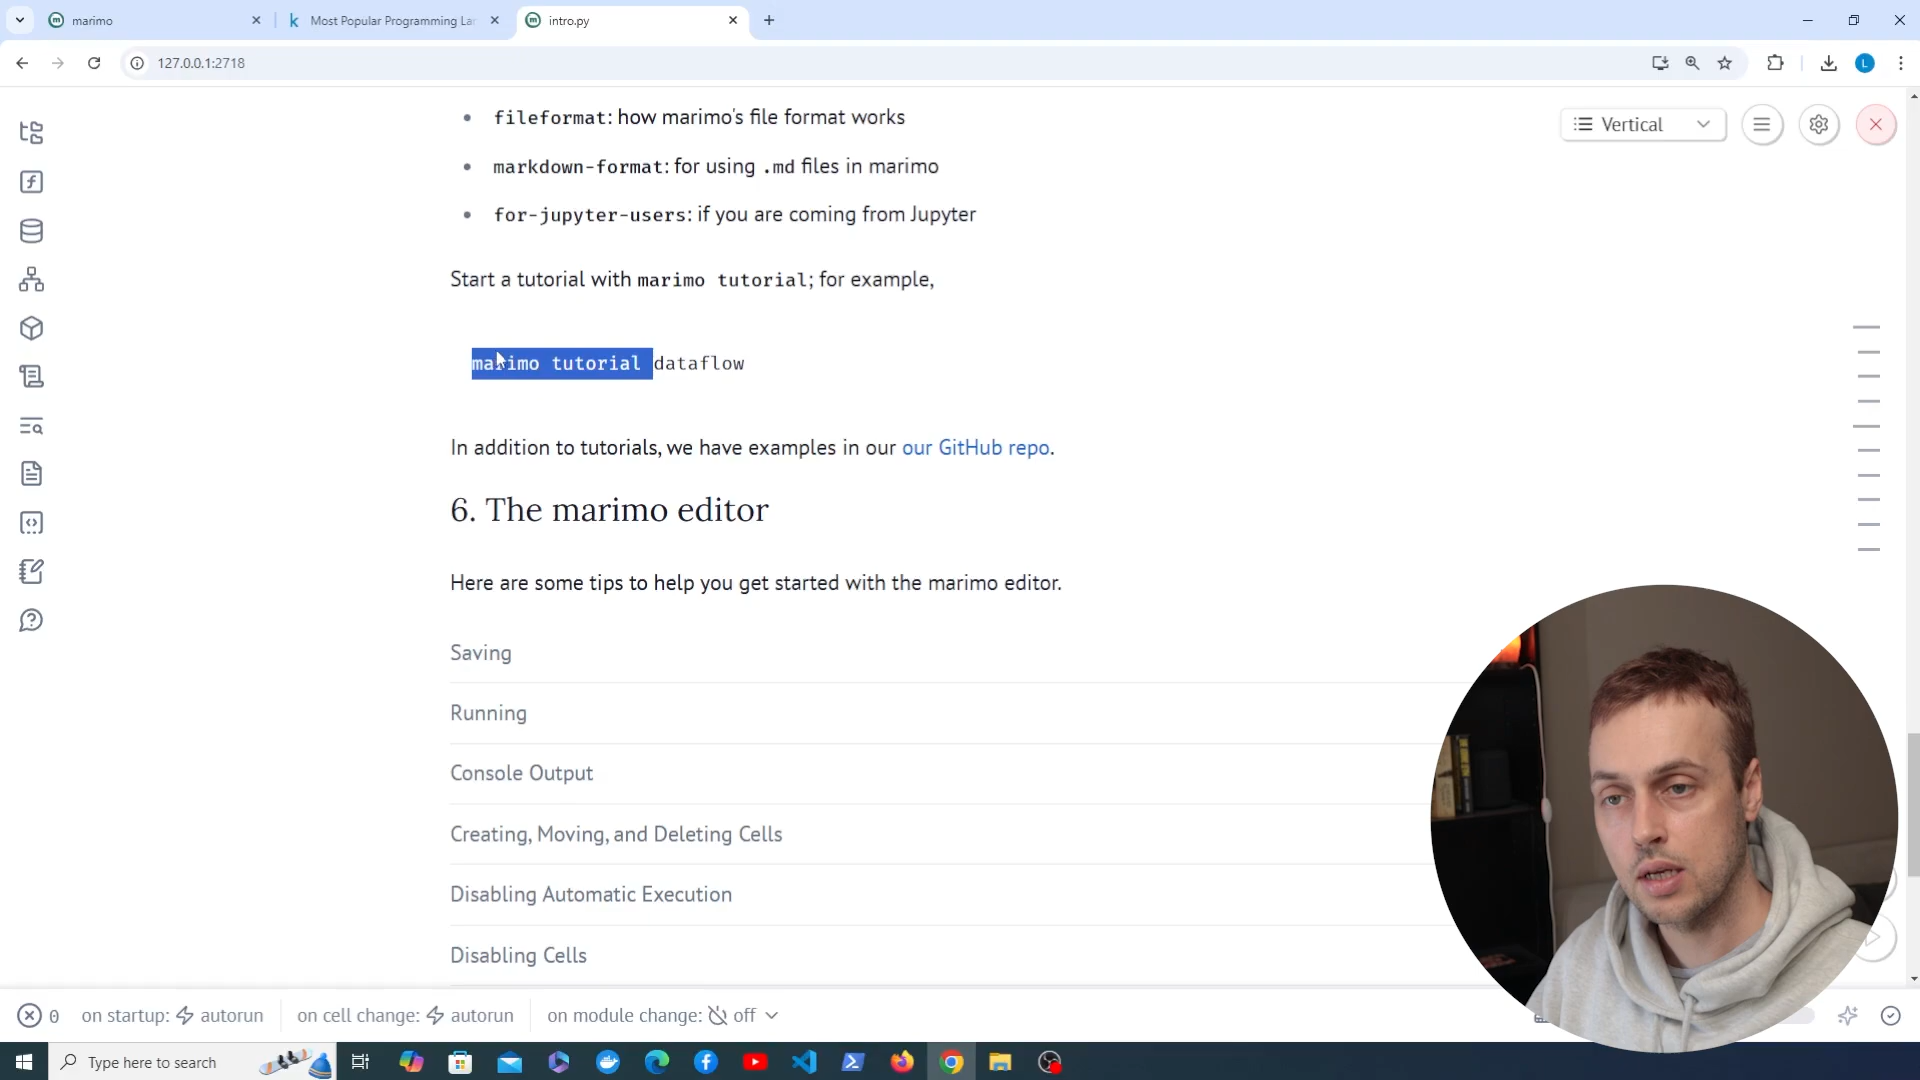 marimo
Most Popular Programming La
intro.py
127.0.0.1:2718
fileformat: how marimo's file format works
Vertical
markdown-format: for using .md files in marimo
for-jupyter-users: if you are coming from Jupyter
Start a tutorial with marimo tutorial; for example,
marimo tutorial dataflow
In addition to tutorials, we have examples in our our GitHub repo.
6. The marimo editor
Here are some tips to help you get started with the marimo editor.
Saving
Running
Console Output
Creating, Moving, and Deleting Cells
Disabling Automatic Execution
Disabling Cells
0 on startup: autorun on cell change: autorun on module change: off
Type here to search